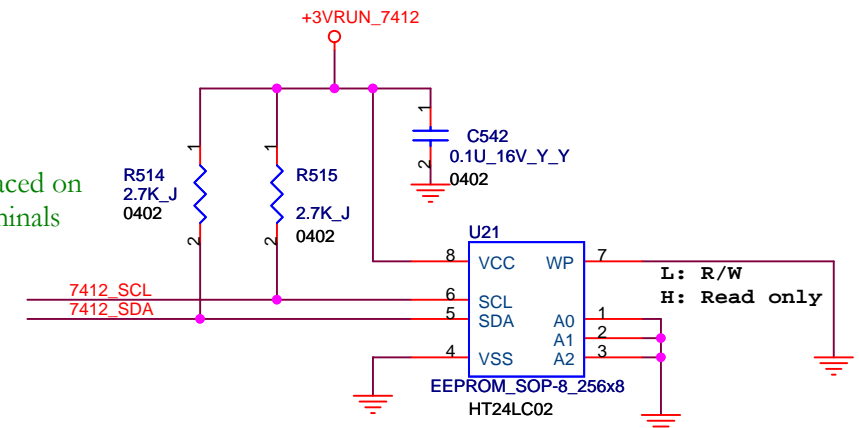 +3VRUN_7412
1
1
1
C542
0.1U_16V_Y_Y
0402
2
R514
2.7K_J
0402
R515
2.7K_J
0402
2
2
aced on
minals
U21
8
VCC
WP
7
L: R/W
H: Read only
7412_SCL
6
SCL
7412_SDA
5
SDA
A0
1
A1
2
4
VSS
A2
3
EEPROM_SOP-8_256x8
HT24LC02